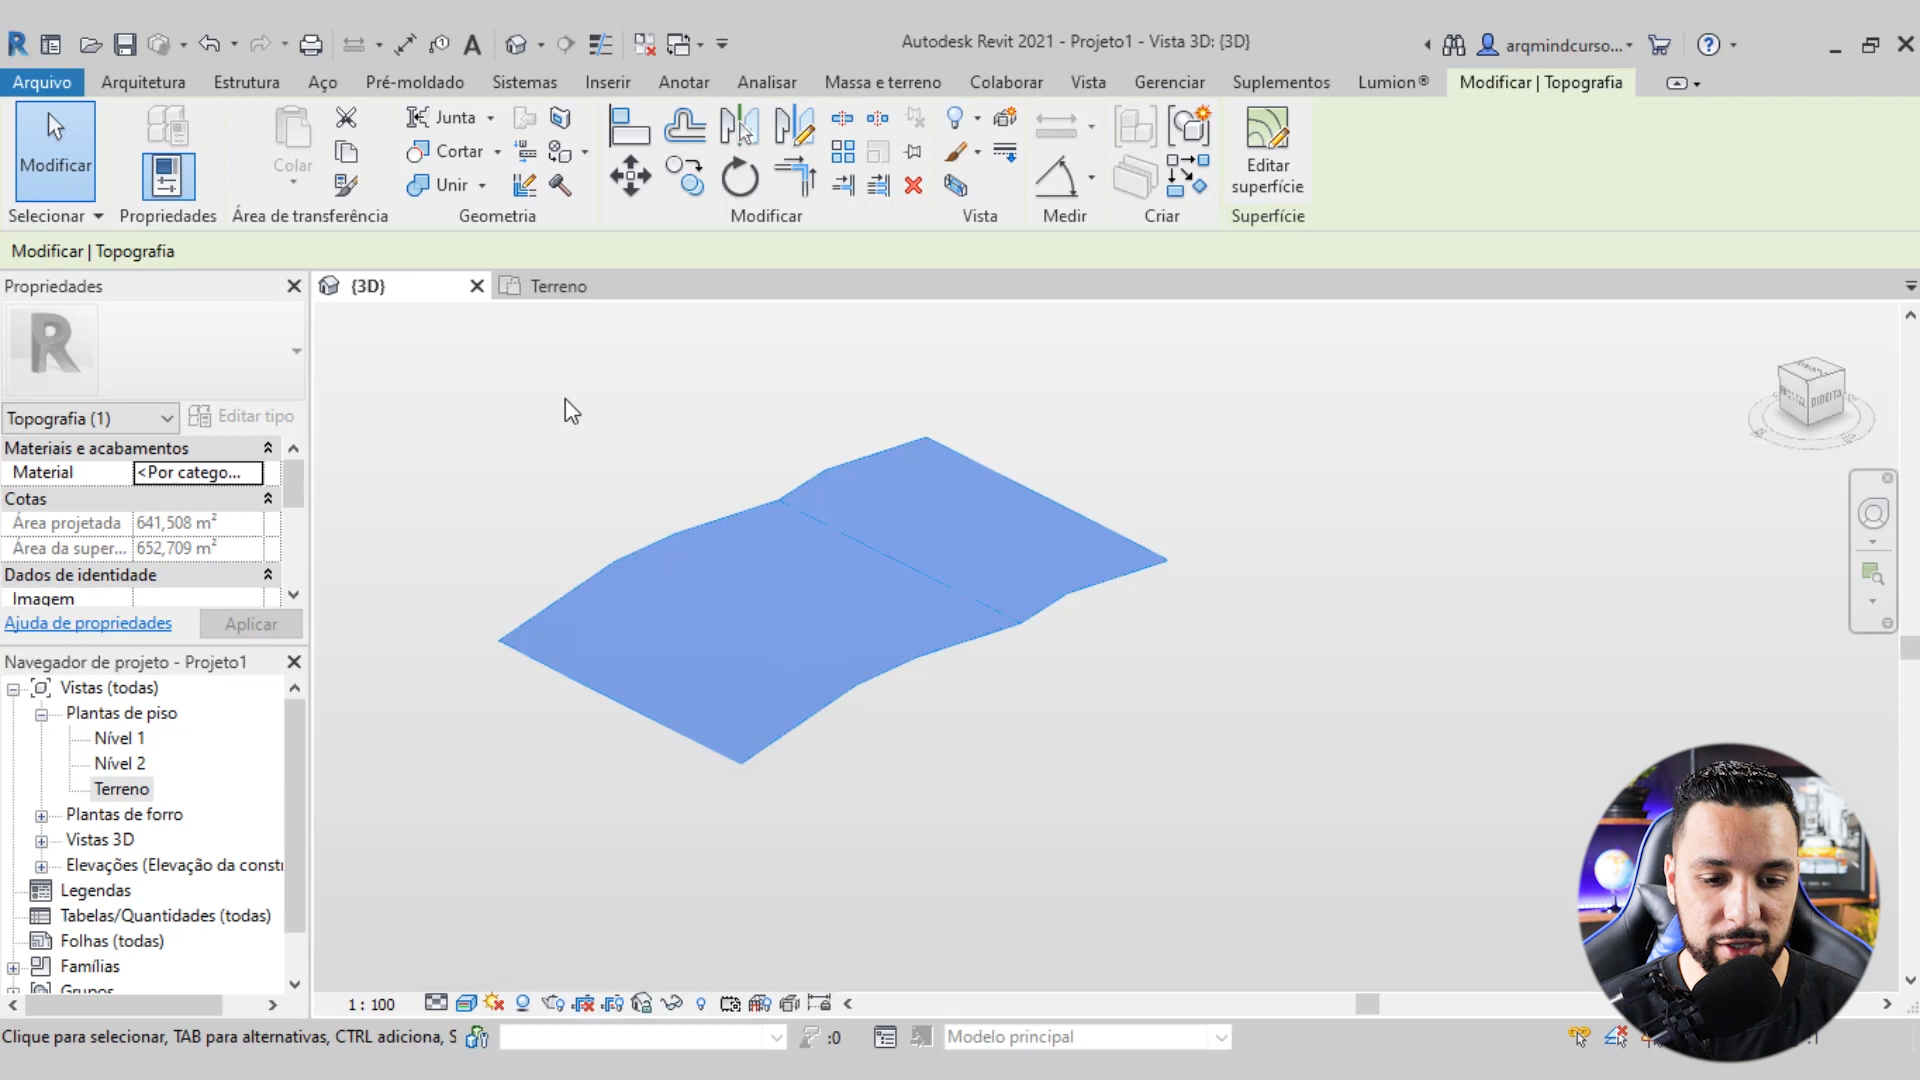 Autodesk Revit 2021 - Projeto1 - Vista 3D: {3D}
arqmindcurso...
Arquivo Arquitetura Estrutura Aço Pré-moldado Sistemas Inserir Anotar Analisar Massa e terreno Colaborar Vista Gerenciar Suplementos Lumion® Modificar | Topografia
Modificar
Colar
Junta
Cortar
Unir
Editar
superfície
Selecionar Propriedades Área de transferência Geometria Modificar Vista Medir Criar Superfície
Modificar | Topografia
Propriedades
{3D} Terreno
Topografia (1) Editar tipo
Materiais e acabamentos
Material <Por catego...
Cotas
Área projetada 641,508 m²
Área da super... 652,709 m²
Dados de identidade
Imagem
Ajuda de propriedades Aplicar
Navegador de projeto - Projeto1
Vistas (todas)
Plantas de piso
Nível 1
Nível 2
Terreno
Plantas de forro
Vistas 3D
Elevações (Elevação da constr
Legendas
Tabelas/Quantidades (todas)
Folhas (todas)
Famílias
Grupos
DIREITA
1 : 100
Clique para selecionar, TAB para alternativas, CTRL adiciona, S
:0
Modelo principal